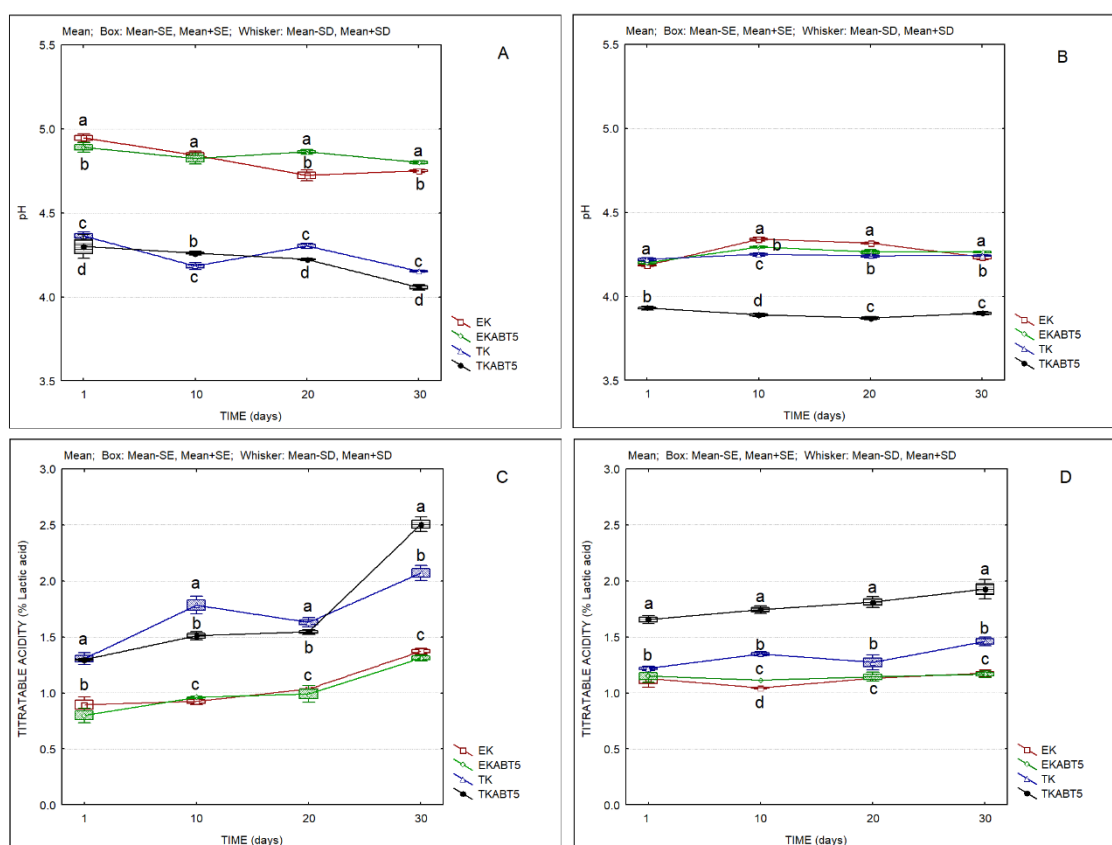 Mean; Box: Mean-SE, Mean+SE; Whisker: Mean-SD, Mean+SD
A
5.5
5.0
4.5
4.0
3.5
pH
a
b
a
a
b
a
b
c
d
b
c
c
d
c
d
1
10
20
30
TIME (days)
EK
EKABT5
TK
TKABT5
Mean; Box: Mean-SE, Mean+SE; Whisker: Mean-SD, Mean+SD
B
5.5
5.0
4.5
4.0
3.5
pH
a
b
a
b
c
d
a
b
c
a
b
c
1
10
20
30
TIME (days)
EK
EKABT5
TK
TKABT5
Mean; Box: Mean-SE, Mean+SE; Whisker: Mean-SD, Mean+SD
C
3.0
2.5
2.0
1.5
1.0
0.5
0.0
TITRATABLE ACIDITY (% Lactic acid)
a
b
a
b
c
a
b
c
a
b
c
1
10
20
30
TIME (days)
EK
EKABT5
TK
TKABT5
Mean; Box: Mean-SE, Mean+SE; Whisker: Mean-SD, Mean+SD
D
3.0
2.5
2.0
1.5
1.0
0.5
0.0
TITRATABLE ACIDITY (% Lactic acid)
a
b
a
b
c
d
a
b
c
a
b
c
1
10
20
30
TIME (days)
EK
EKABT5
TK
TKABT5